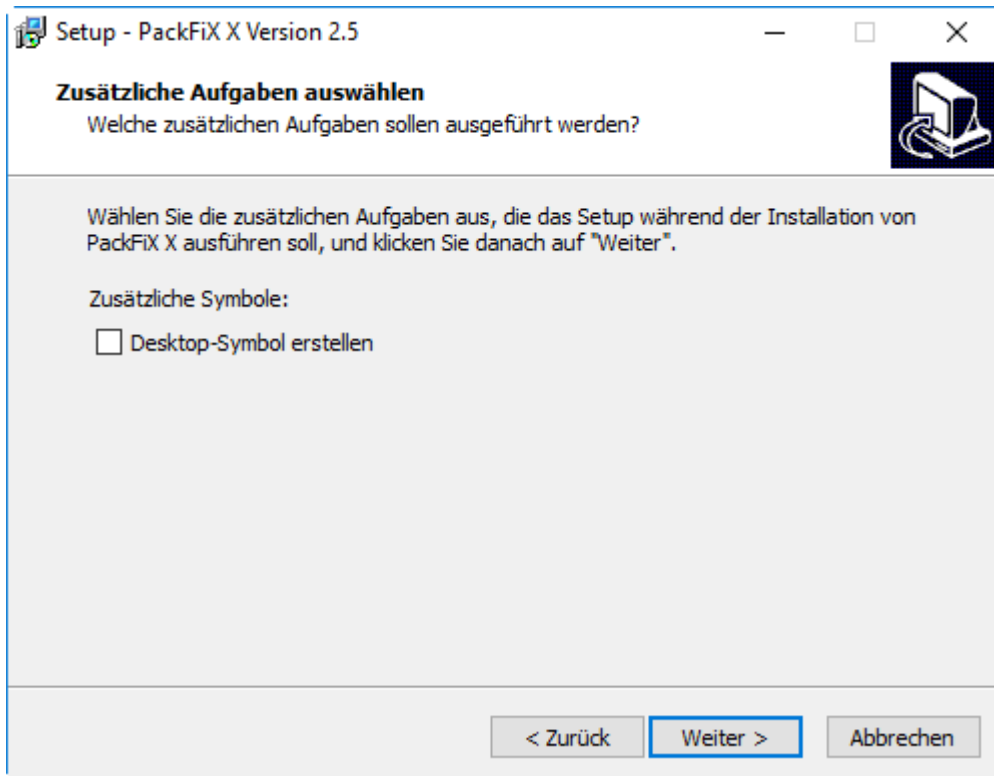 Setup - PackFiX X Version 2.5
Zusätzliche Aufgaben auswählen
Welche zusätzlichen Aufgaben sollen ausgeführt werden?
Wählen Sie die zusätzlichen Aufgaben aus, die das Setup während der Installation von
PackFiX X ausführen soll, und klicken Sie danach auf "Weiter".
Zusätzliche Symbole:
Desktop-Symbol erstellen
< Zurück
Weiter >
Abbrechen